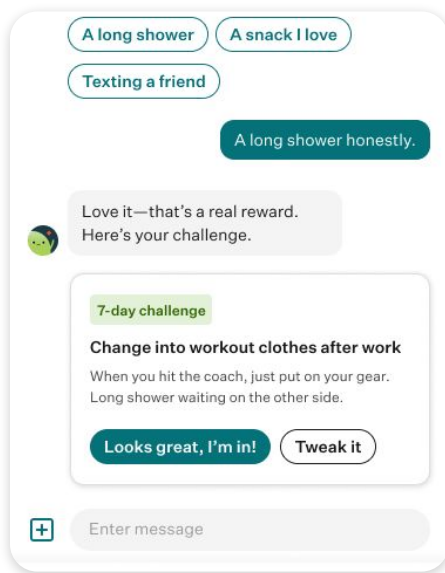 A long shower
A snack I love
Texting a friend
A long shower honestly.
Love it—that's a real reward.
Here's your challenge.
7-day challenge
Change into workout clothes after work
When you hit the coach, just put on your gear.
Long shower waiting on the other side.
Looks great, I'm in!
Tweak it
Enter message